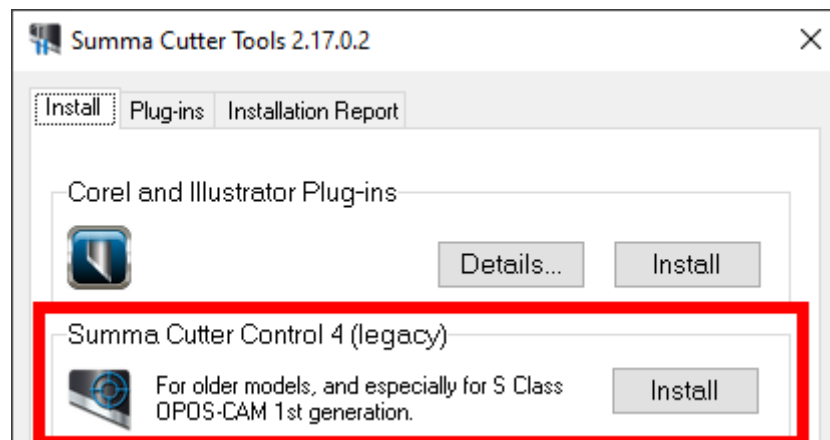 Summa Cutter Tools 2.17.0.2
Install Plug-ins Installation Report
Corel and Illustrator Plug-ins
Details... Install
Summa Cutter Control 4 (legacy)
For older models, and especially for S Class
OPOS-CAM 1st generation.
Install